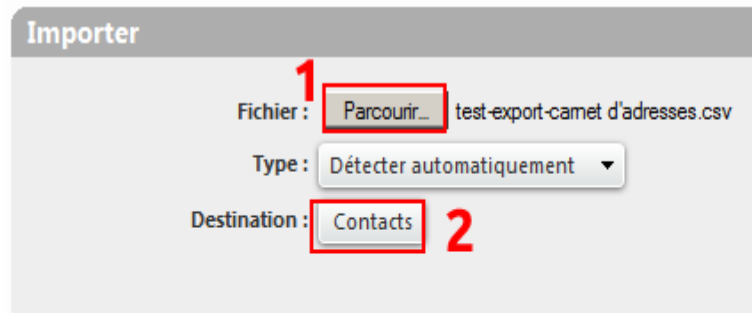 Importer
1
Fichier : Parcourir... test-export-carnet d'adresses.csv
Type : Détecter automatiquement
Destination : Contacts 2